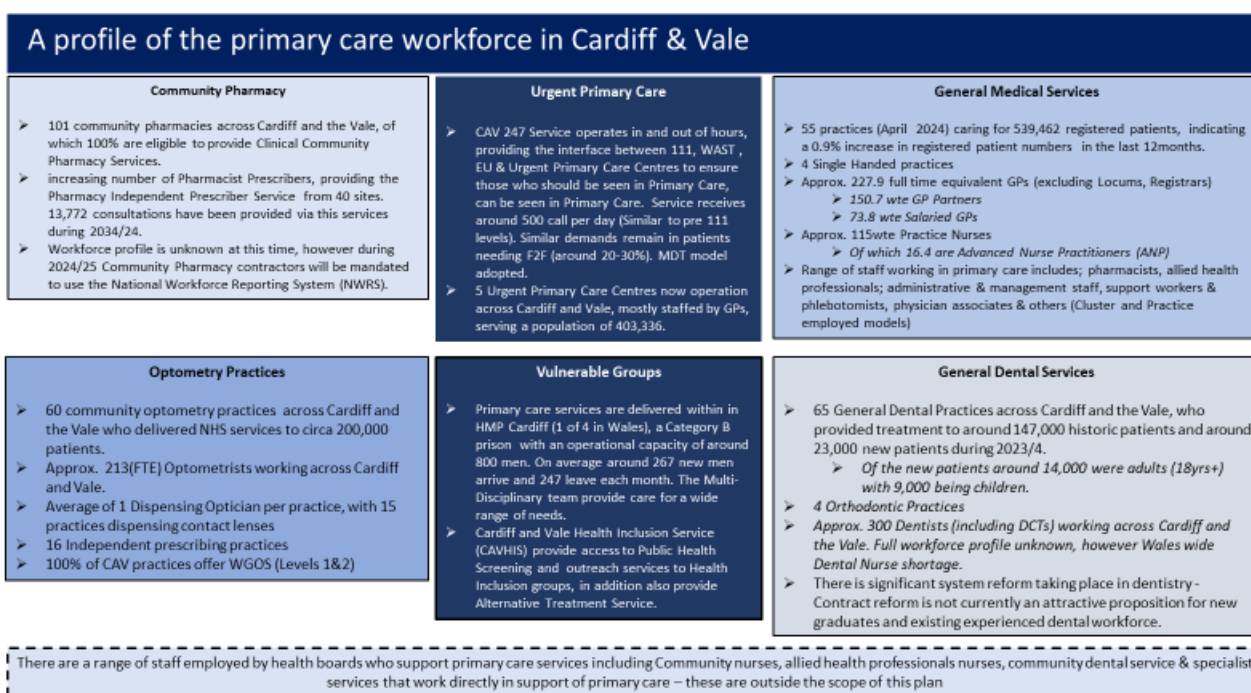 A profile of the primary care workforce in Cardiff & Vale
Community Pharmacy
➤ 101 community pharmacies across Cardiff and the Vale, of
which 100% are eligible to provide Clinical Community
Pharmacy Services.
➤ increasing number of Pharmacist Prescribers, providing the
Pharmacy Independent Prescriber Service from 40 sites.
13,772 consultations have been provided via this services
during 2034/24.
➤ Workforce profile is unknown at this time, however during
2024/25 Community Pharmacy contractors will be mandated
to use the National Workforce Reporting System (NWRS).
Urgent Primary Care
➤ CAV 247 Service operates in and out of hours,
providing the interface between 111, WAST ,
EU & Urgent Primary Care Centres to ensure
those who should be seen in Primary Care,
can be seen in Primary Care. Service receives
around 500 call per day (Similar to pre 111
levels). Similar demands remain in patients
needing F2F (around 20-30%). MDT model
adopted.
➤ 5 Urgent Primary Care Centres now operation
across Cardiff and Vale, mostly staffed by GPs,
serving a population of 403,336.
General Medical Services
➤ 55 practices (April 2024) caring for 539,462 registered patients, indicating
a 0.9% increase in registered patient numbers in the last 12months.
➤ 4 Single Handed practices
➤ Approx. 227.9 full time equivalent GPs (excluding Locums, Registrars)
➤ 150.7 wte GP Partners
➤ 73.8 wte Salaried GPs
➤ Approx. 115wte Practice Nurses
➤ Of which 16.4 are Advanced Nurse Practitioners (ANP)
➤ Range of staff working in primary care includes; pharmacists, allied health
professionals; administrative & management staff, support workers &
phlebotomists, physician associates & others (Cluster and Practice
employed models)
Optometry Practices
➤ 60 community optometry practices across Cardiff and
the Vale who delivered NHS services to circa 200,000
patients.
➤ Approx. 213(FTE) Optometrists working across Cardiff
and Vale.
➤ Average of 1 Dispensing Optician per practice, with 15
practices dispensing contact lenses
➤ 16 Independent prescribing practices
➤ 100% of CAV practices offer WGOS (Levels 1&2)
Vulnerable Groups
➤ Primary care services are delivered within in
HMP Cardiff (1 of 4 in Wales), a Category B
prison with an operational capacity of around
800 men. On average around 267 new men
arrive and 247 leave each month. The Multi-
Disciplinary team provide care for a wide
range of needs.
➤ Cardiff and Vale Health Inclusion Service
(CAVHIS) provide access to Public Health
Screening and outreach services to Health
Inclusion groups, in addition also provide
Alternative Treatment Service.
General Dental Services
➤ 65 General Dental Practices across Cardiff and the Vale, who
provided treatment to around 147,000 historic patients and around
23,000 new patients during 2023/4.
➤ Of the new patients around 14,000 were adults (18yrs+)
with 9,000 being children.
➤ 4 Orthodontic Practices
➤ Approx. 300 Dentists (including DCTs) working across Cardiff and
the Vale. Full workforce profile unknown, however Wales wide
Dental Nurse shortage.
➤ There is significant system reform taking place in dentistry -
Contract reform is not currently an attractive proposition for new
graduates and existing experienced dental workforce.
There are a range of staff employed by health boards who support primary care services including Community nurses, allied health professionals nurses, community dental service & specialist
services that work directly in support of primary care – these are outside the scope of this plan